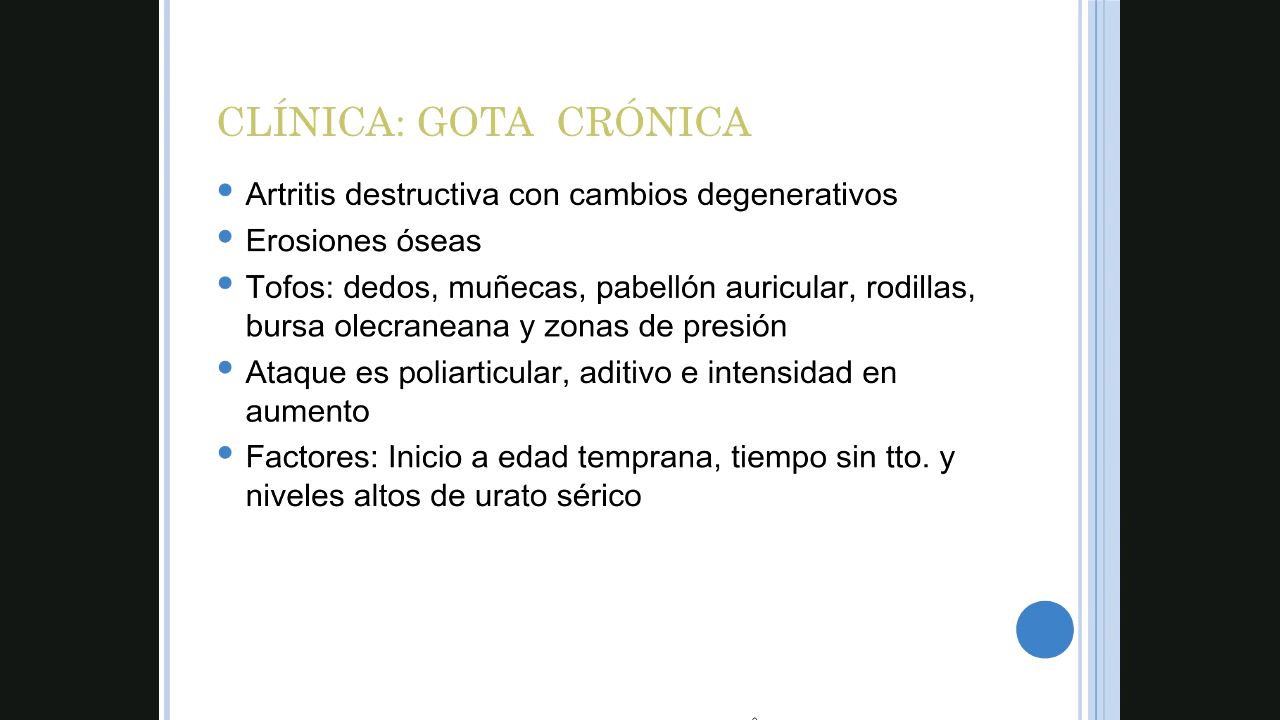 CLÍNICA: GOTA  CRÓNICA
Artritis destructiva con cambios degenerativos
Erosiones óseas
Tofos: dedos, muñecas, pabellón auricular, rodillas,
bursa olecraneana y zonas de presión
Ataque es poliarticular, aditivo e intensidad en
aumento
Factores: Inicio a edad temprana, tiempo sin tto. y
niveles altos de urato sérico